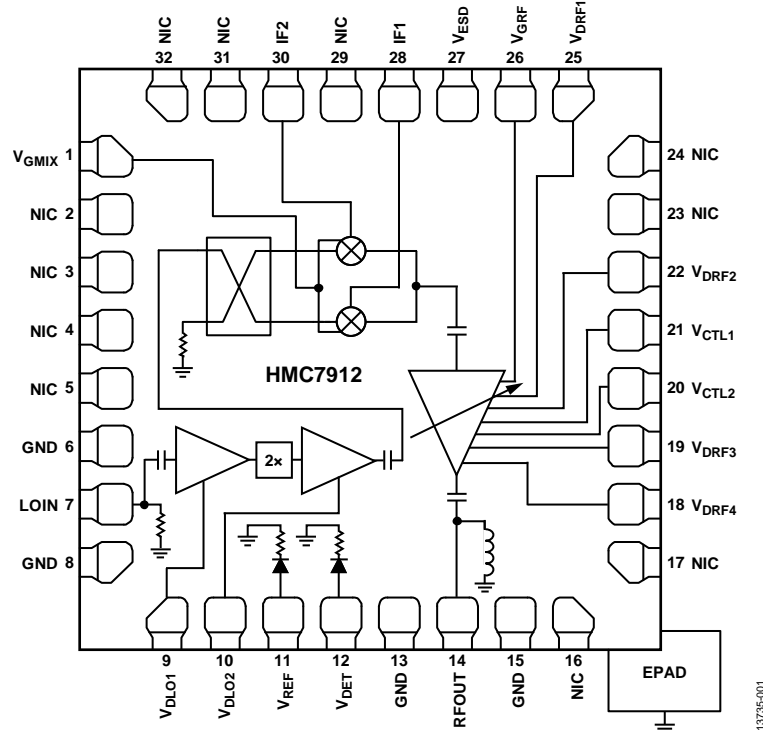 NIC
NIC
IF2
NIC
IF1
VESD
VGRF
VDRF1
32
31
30
29
28
27
26
25
VGMIX 1
NIC 2
NIC 3
NIC 4
NIC 5
GND 6
LOIN 7
GND 8
24 NIC
23 NIC
22 VDRF2
21 VCTL1
20 VCTL2
19 VDRF3
18 VDRF4
17 NIC
HMC7912
2×
9
10
11
12
13
14
15
16
VDLO1
VDLO2
VREF
VDET
GND
RFOUT
GND
NIC
EPAD
13735-001